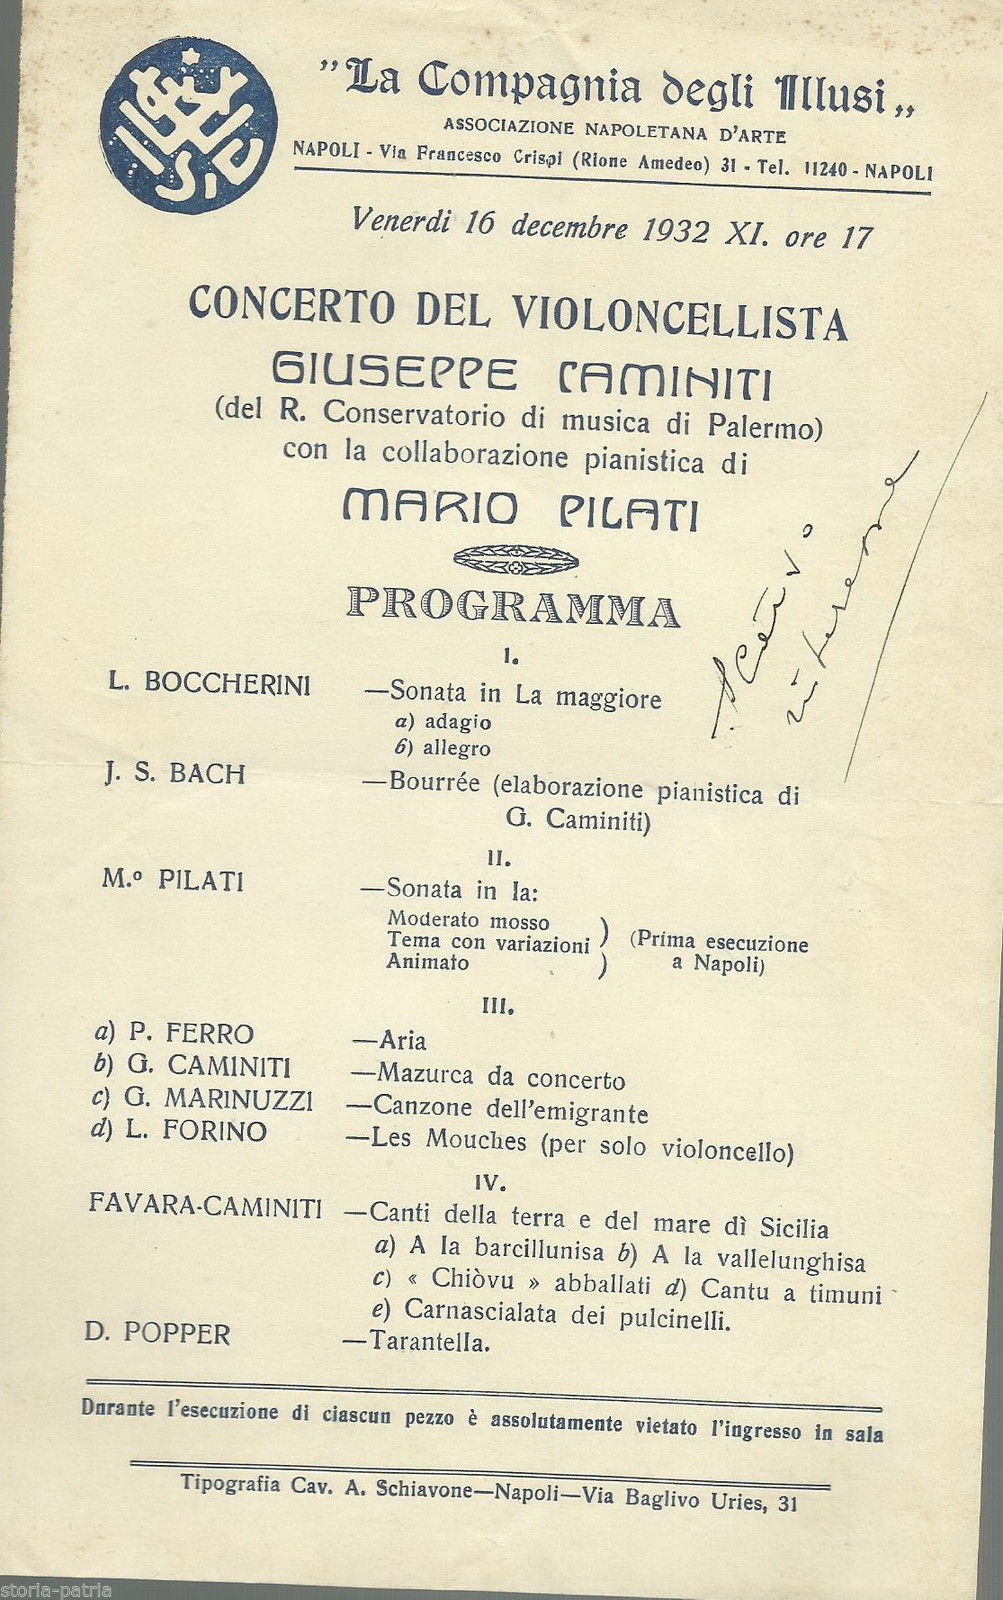 „La Compagnia degli Illusi„
ASSOCIAZIONE NAPOLETANA D'ARTE
NAPOLI - Via Francesco Crispi (Rione Amedeo) 31 - Tel. 11240 - NAPOLI
Venerdi 16 decembre 1932 XI. ore 17
CONCERTO DEL VIOLONCELLISTA
GIUSEPPE CAMINITI
(del R. Conservatorio di musica di Palermo)
con la collaborazione pianistica di
MARIO PILATI
PROGRAMMA
I.
L. BOCCHERINI —Sonata in La maggiore
a) adagio
b) allegro
J. S. BACH —Bourrée (elaborazione pianistica di
G. Caminiti)
II.
M.º PILATI —Sonata in la:
Moderato mosso
Tema con variazioni ) (Prima esecuzione
Animato ) a Napoli)
III.
a) P. FERRO —Aria
b) G. CAMINITI —Mazurca da concerto
c) G. MARINUZZI —Canzone dell'emigrante
d) L. FORINO —Les Mouches (per solo violoncello)
IV.
FAVARA-CAMINITI —Canti della terra e del mare dì Sicilia
a) A la barcillunisa b) A la vallelunghisa
c) « Chiòvu » abballati d) Cantu a timuni
e) Carnascialata dei pulcinelli.
D. POPPER —Tarantella.
Durante l'esecuzione di ciascun pezzo è assolutamente vietato l'ingresso in sala
Tipografia Cav. A. Schiavone—Napoli—Via Baglivo Uries, 31
storia-patria